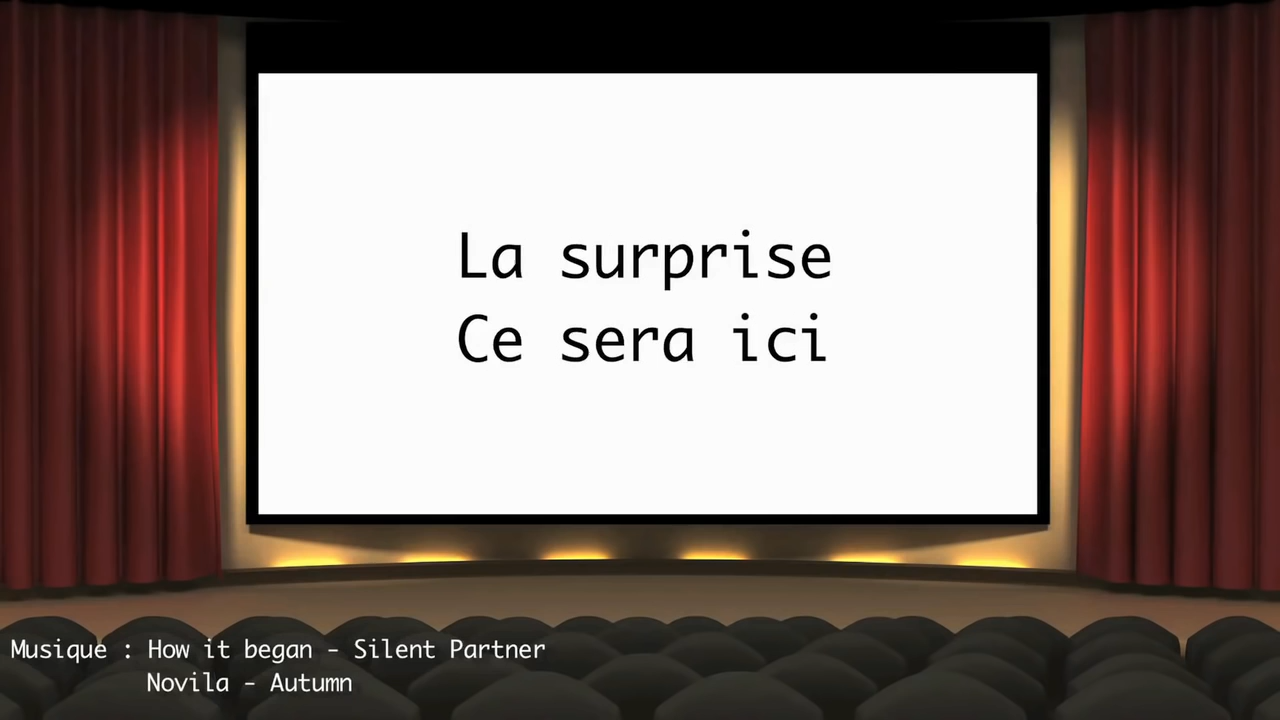 La surprise
Ce sera ici
Musique : How it began - Silent Partner
Novila - Autumn